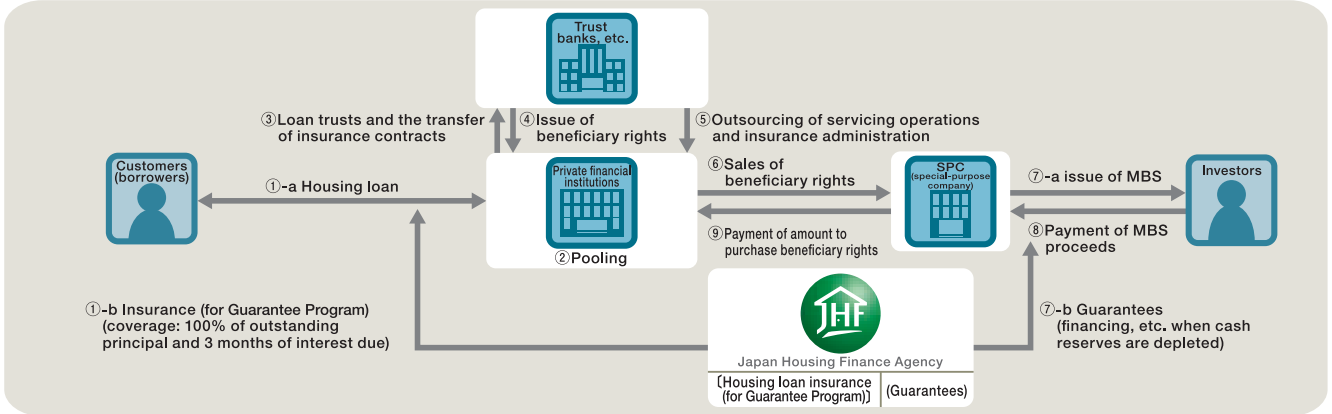 Trust
banks, etc.
③Loan trusts and the transfer
of insurance contracts
④Issue of
beneficiary rights
⑤Outsourcing of servicing operations
and insurance administration
Customers
(borrowers)
①-a Housing loan
Private financial
institutions
②Pooling
⑥Sales of
beneficiary rights
⑨Payment of amount to
purchase beneficiary rights
SPC
(special-purpose
company)
⑦-a issue of MBS
⑧Payment of MBS
proceeds
Investors
①-b Insurance (for Guarantee Program)
(coverage: 100% of outstanding
principal and 3 months of interest due)
JHF
Japan Housing Finance Agency
〔Housing loan insurance
(for Guarantee Program)〕
(Guarantees)
⑦-b Guarantees
(financing, etc. when cash
reserves are depleted)